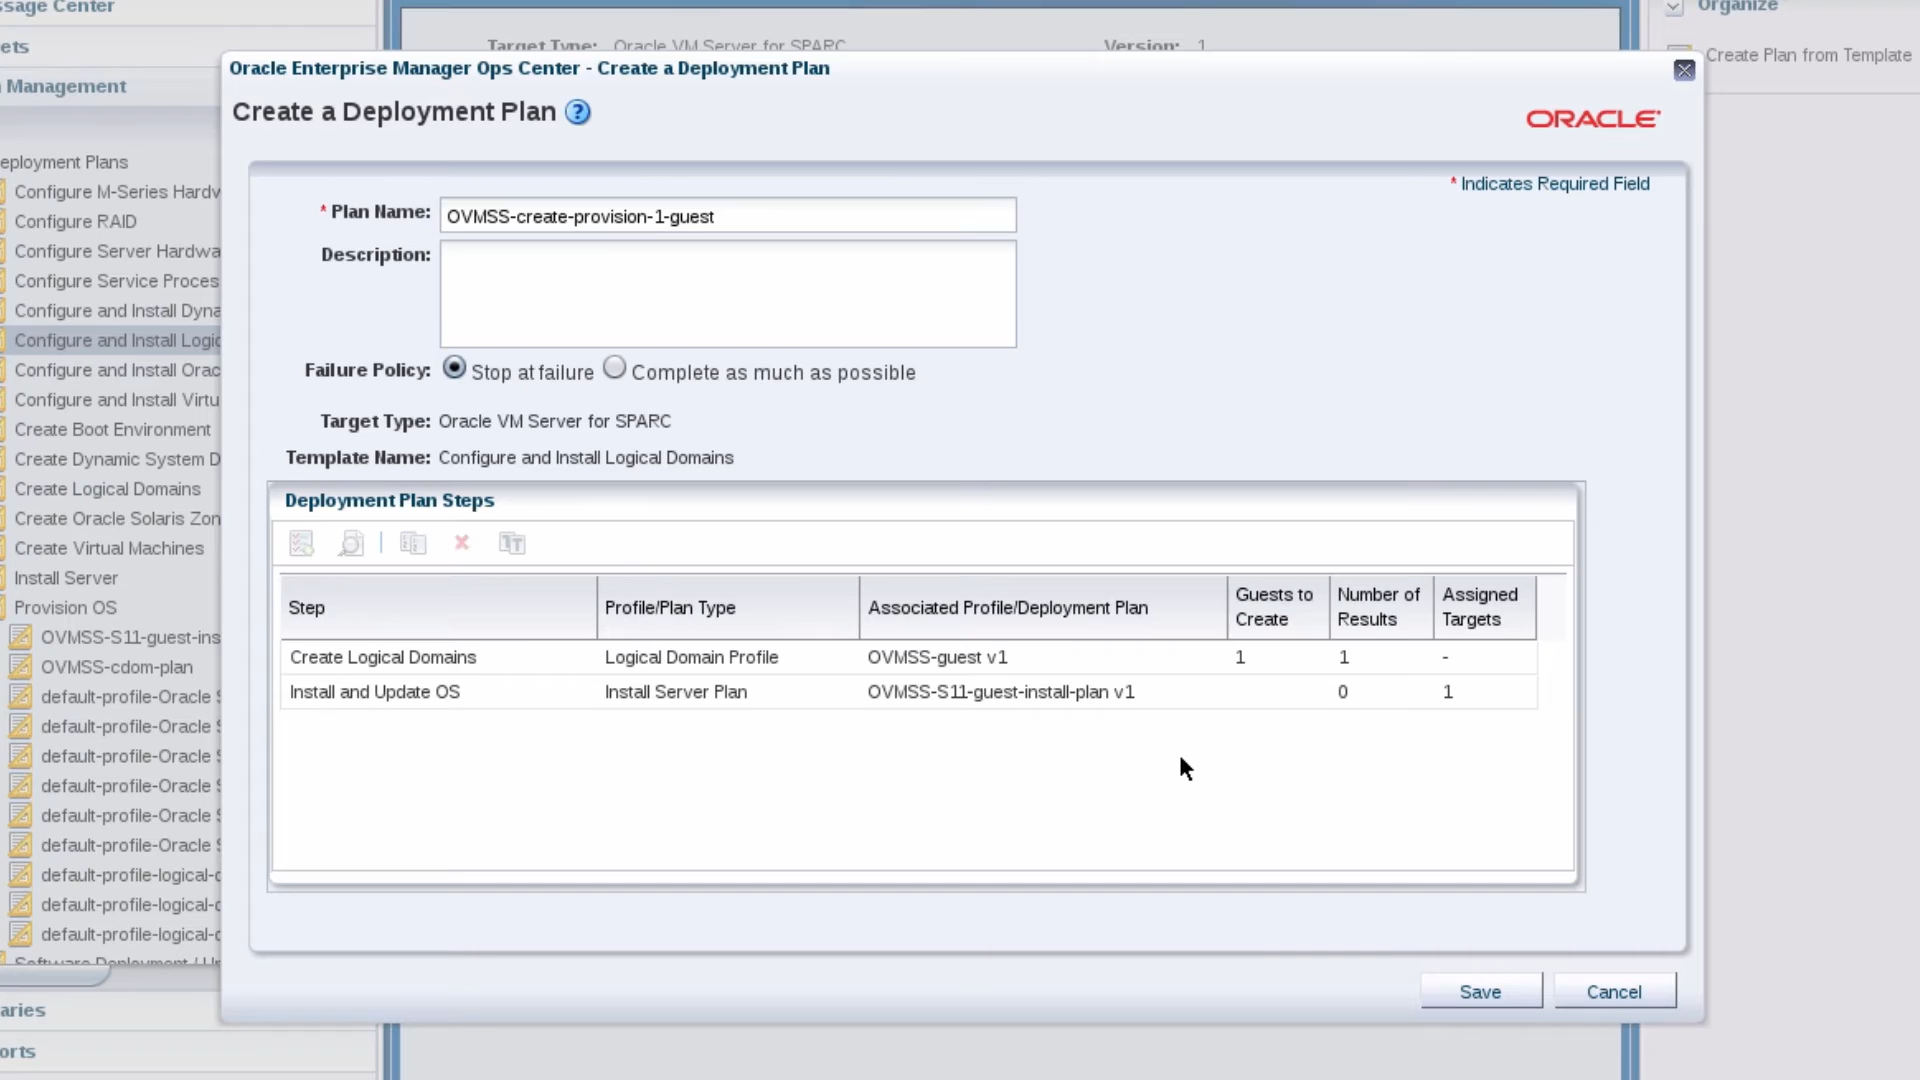 ssage Center
Organize
ets
Target Type: Oracle VM Server for SPARC
Version: 1
Create Plan from Template
Management
Oracle Enterprise Manager Ops Center - Create a Deployment Plan
Create a Deployment Plan ?
ORACLE
* Indicates Required Field
eployment Plans
Configure M-Series Hardw
Configure RAID
Configure Server Hardwa
Configure Service Proces
Configure and Install Dyna
Configure and Install Logic
Configure and Install Orac
Configure and Install Virtu
Create Boot Environment
Create Dynamic System D
Create Logical Domains
Create Oracle Solaris Zon
Create Virtual Machines
Install Server
Provision OS
OVMSS-S11-guest-ins
OVMSS-cdom-plan
default-profile-Oracle S
default-profile-Oracle S
default-profile-Oracle S
default-profile-Oracle S
default-profile-Oracle S
default-profile-Oracle S
default-profile-logical-c
default-profile-logical-c
default-profile-logical-c
Software Deployment / Up
aries
orts
* Plan Name: OVMSS-create-provision-1-guest
Description:
Failure Policy: Stop at failure Complete as much as possible
Target Type: Oracle VM Server for SPARC
Template Name: Configure and Install Logical Domains
Deployment Plan Steps
Step Profile/Plan Type Associated Profile/Deployment Plan Guests to Create Number of Results Assigned Targets
Create Logical Domains Logical Domain Profile OVMSS-guest v1 1 1 -
Install and Update OS Install Server Plan OVMSS-S11-guest-install-plan v1 0 1
Save Cancel